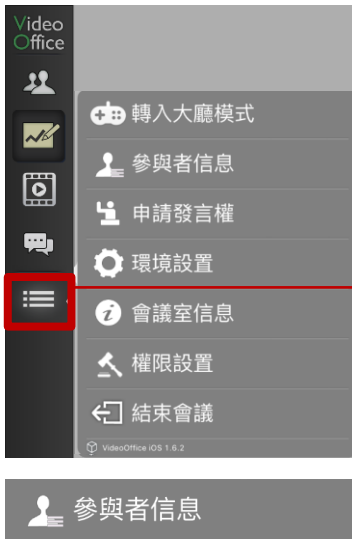 Video
Office
轉入大廳模式
參與者信息
申請發言權
環境設置
會議室信息
權限設置
結束會議
VideoOffice iOS 1.6.2
參與者信息